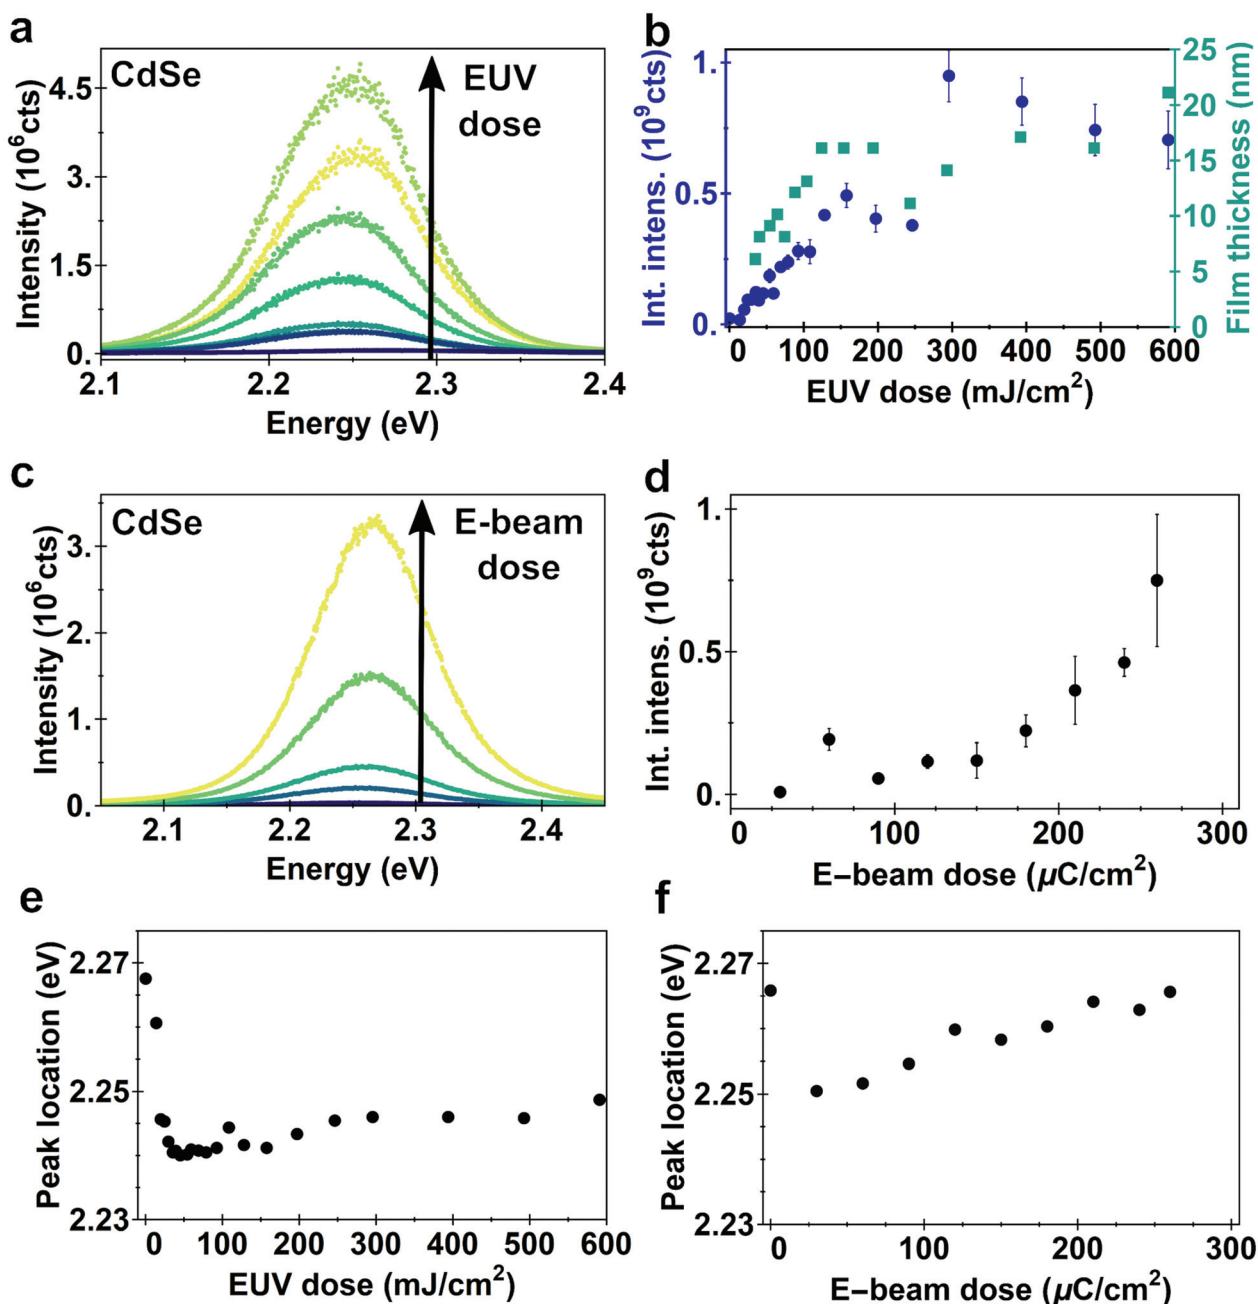 a
CdSe
EUV
dose
Intensity (10⁶cts)
4.5
3.
1.5
0.
2.1
2.2
2.3
2.4
Energy (eV)
b
Int. intens. (10⁹cts)
1.
0.5
0.
25
20
15
10
5
0
Film thickness (nm)
0
100
200
300
400
500
600
EUV dose (mJ/cm²)
c
CdSe
E-beam
dose
Intensity (10⁶cts)
3.
2.
1.
0.
2.1
2.2
2.3
2.4
Energy (eV)
d
Int. intens. (10⁹cts)
1.
0.5
0.
0
100
200
300
E–beam dose (µC/cm²)
e
Peak location (eV)
2.27
2.25
2.23
0
100
200
300
400
500
600
EUV dose (mJ/cm²)
f
Peak location (eV)
2.27
2.25
2.23
0
100
200
300
E–beam dose (µC/cm²)